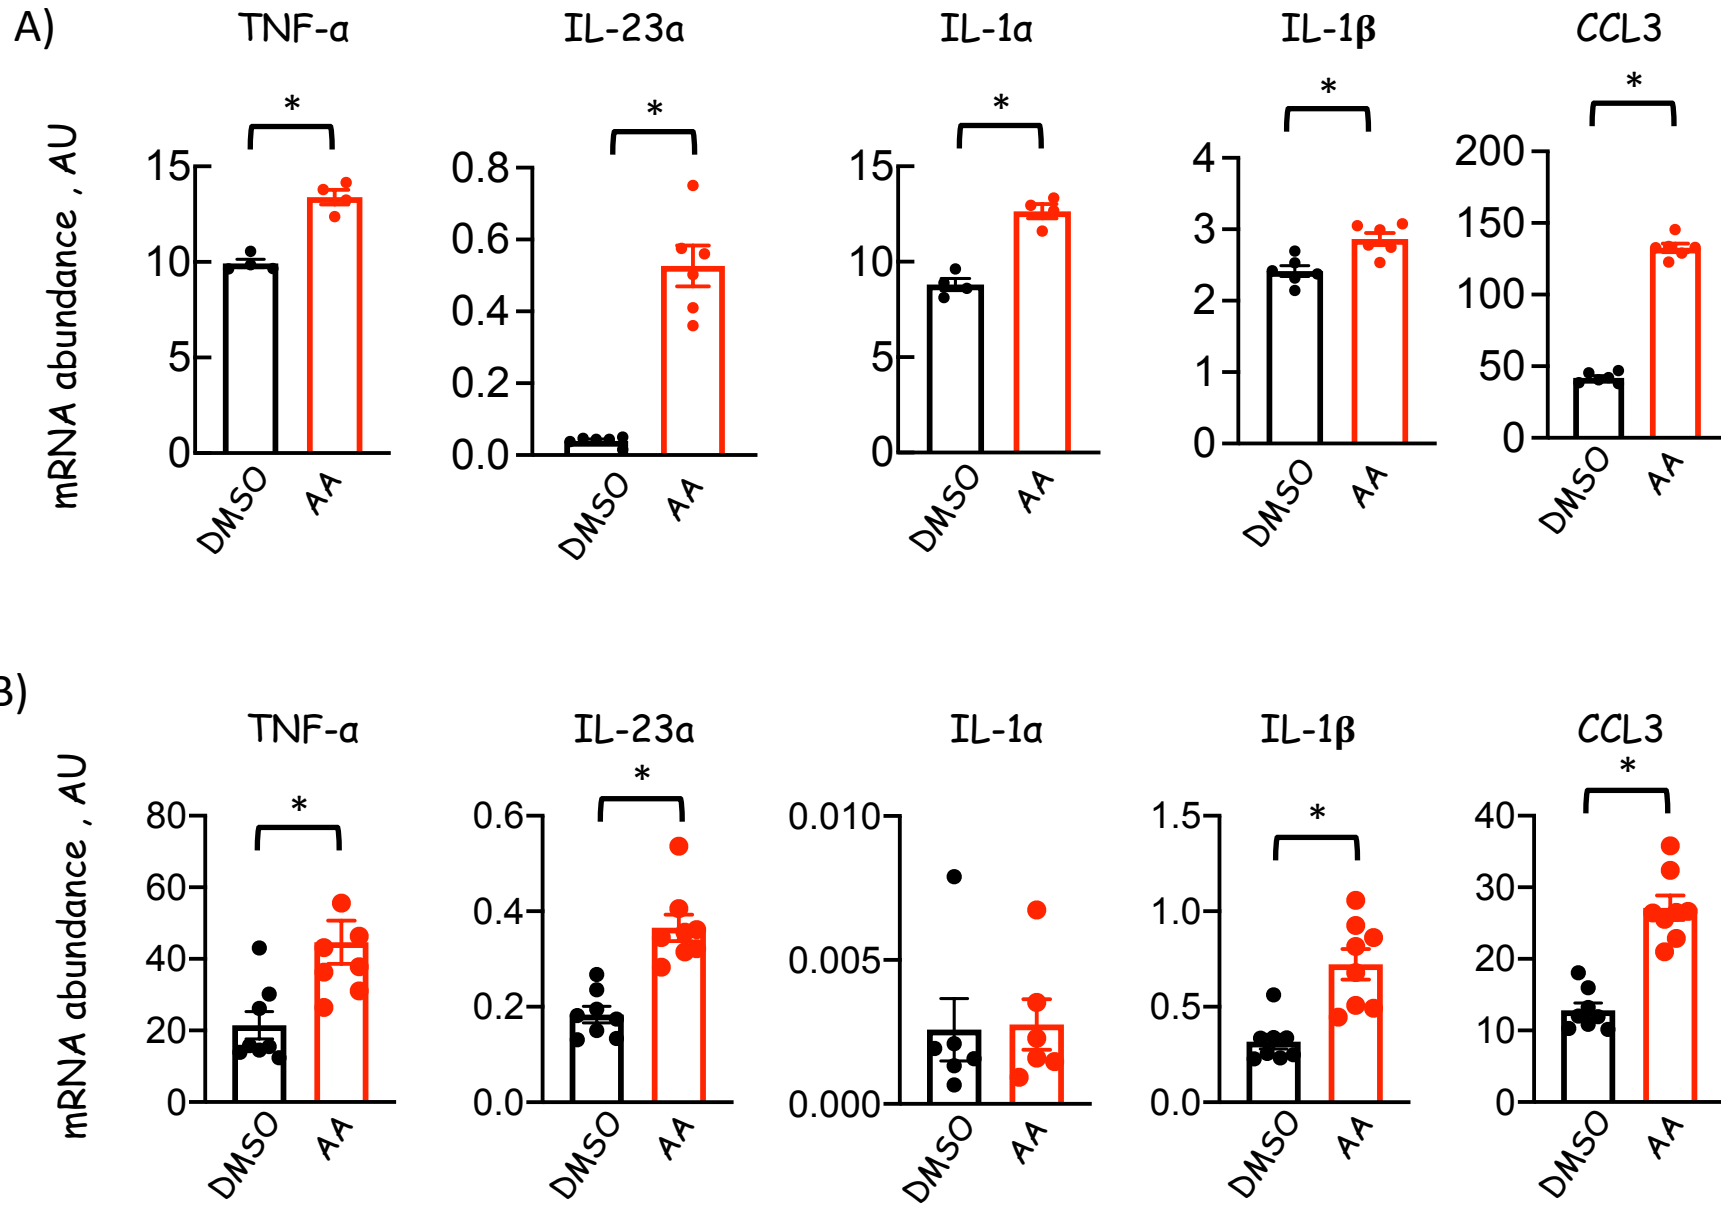 A)
TNF-α IL-23a IL-1α IL-1β CCL3
* * * * *
mRNA abundance , AU
15 10 5 0
DMSO AA
0.8 0.6 0.4 0.2 0.0
DMSO AA
15 10 5 0
DMSO AA
4 3 2 1 0
DMSO AA
200 150 100 50 0
DMSO AA
B)
TNF-α IL-23a IL-1α IL-1β CCL3
* * * *
mRNA abundance , AU
80 60 40 20 0
DMSO AA
0.6 0.4 0.2 0.0
DMSO AA
0.010 0.005 0.000
DMSO AA
1.5 1.0 0.5 0.0
DMSO AA
40 30 20 10 0
DMSO AA